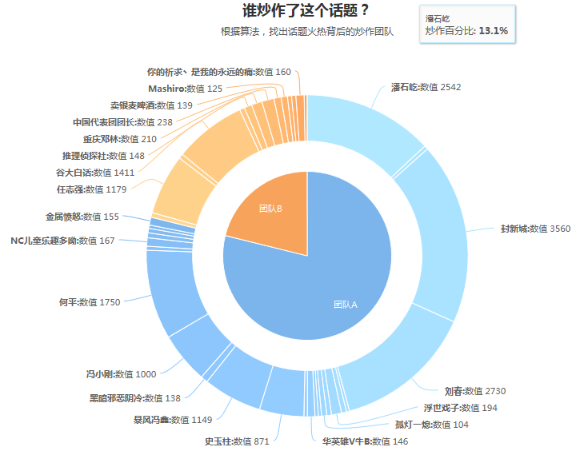 谁炒作了这个话题？
根据算法，找出话题火热背后的炒作团队
潘石屹
炒作百分比: 13.1%
你的祈求丶是我的永远的痛:数值 160
Mashiro:数值 125
卖银麦啤酒:数值 139
中国代表团团长:数值 238
重庆邓林:数值 210
推理侦探社:数值 148
谷大白话:数值 1411
任志强:数值 1179
金属愤怒:数值 155
NC儿童乐趣多岗:数值 167
何平:数值 1750
冯小刚:数值 1000
黑暗邪恶阴冷:数值 138
暴风冯鑫:数值 1149
史玉柱:数值 871
潘石屹:数值 2542
封新城:数值 3560
刘春:数值 2730
浮世戏子:数值 194
孤灯一熄:数值 104
华英雄V牛B:数值 146
团队B
团队A